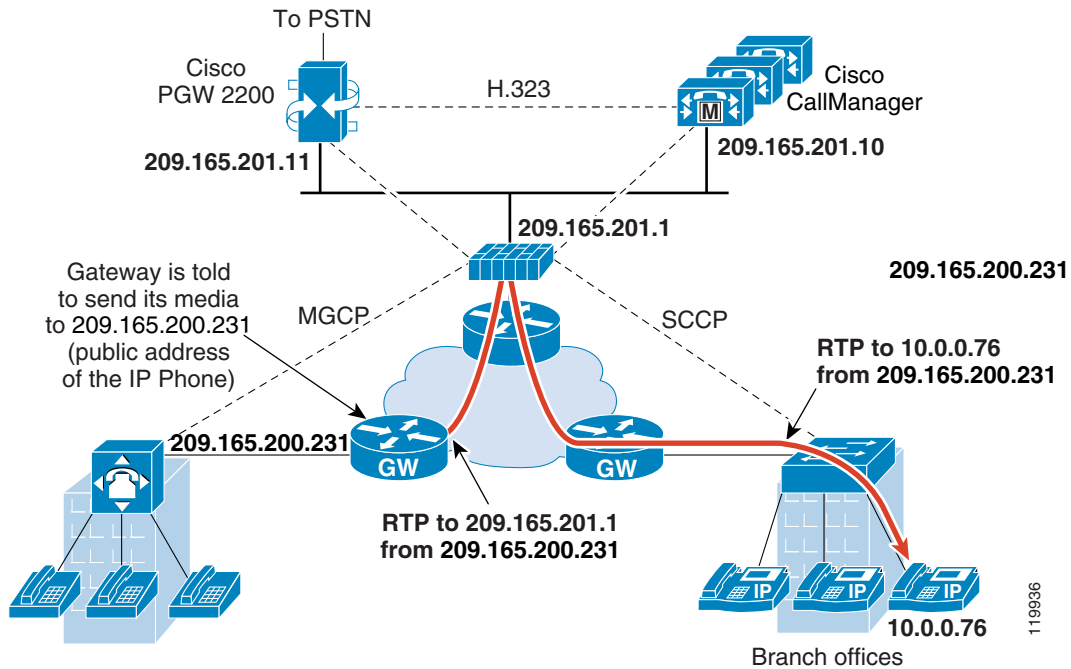 To PSTN
Cisco
PGW 2200
H.323
M
Cisco
CallManager
209.165.201.11
209.165.201.10
209.165.201.1
Gateway is told
to send its media
to 209.165.200.231
(public address
of the IP Phone)
MGCP
SCCP
209.165.200.231
RTP to 10.0.0.76
from 209.165.200.231
209.165.200.231
GW
GW
RTP to 209.165.201.1
from 209.165.200.231
IP
IP
IP
10.0.0.76
Branch offices
119936